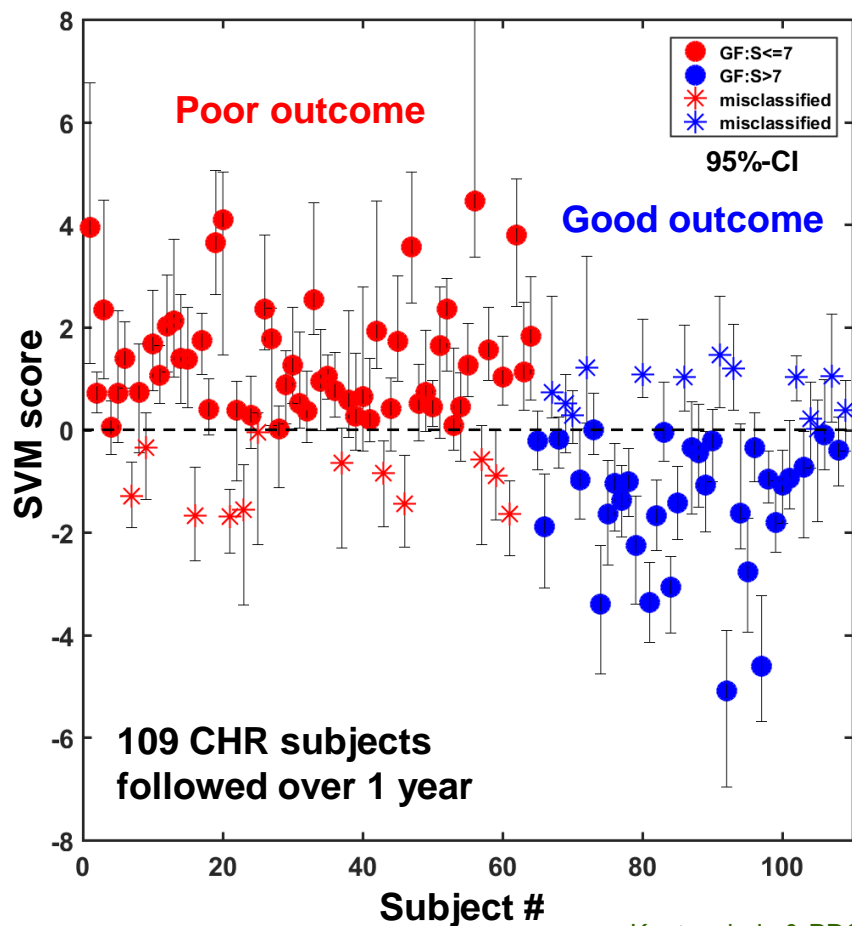 8
6
4
2
0
-2
-4
-6
-8
SVM score
Poor outcome
GF:S<=7
GF:S>7
misclassified
misclassified
95%-CI
Good outcome
109 CHR subjects
followed over 1 year
0 20 40 60 80 100
Subject #